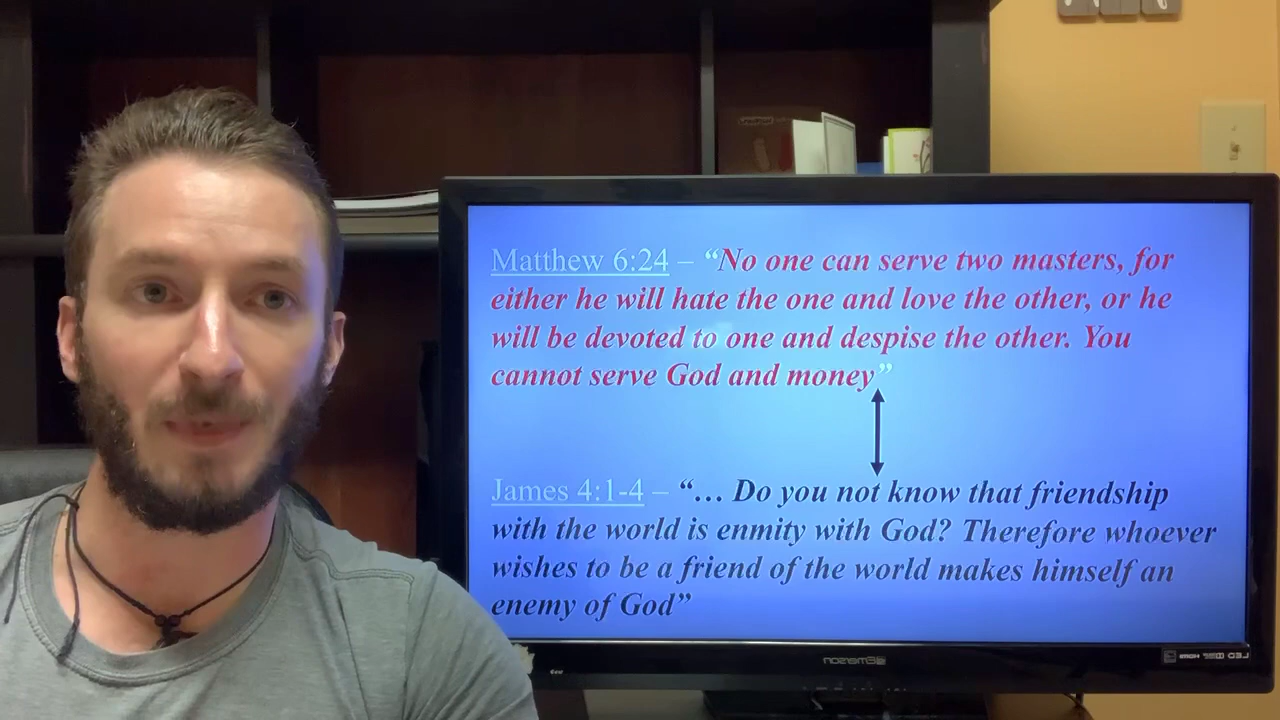 Matthew 6:24 – “No one can serve two masters, for
either he will hate the one and love the other, or he
will be devoted to one and despise the other. You
cannot serve God and money”
James 4:1-4 – “… Do you not know that friendship
with the world is enmity with God? Therefore whoever
wishes to be a friend of the world makes himself an
enemy of God”